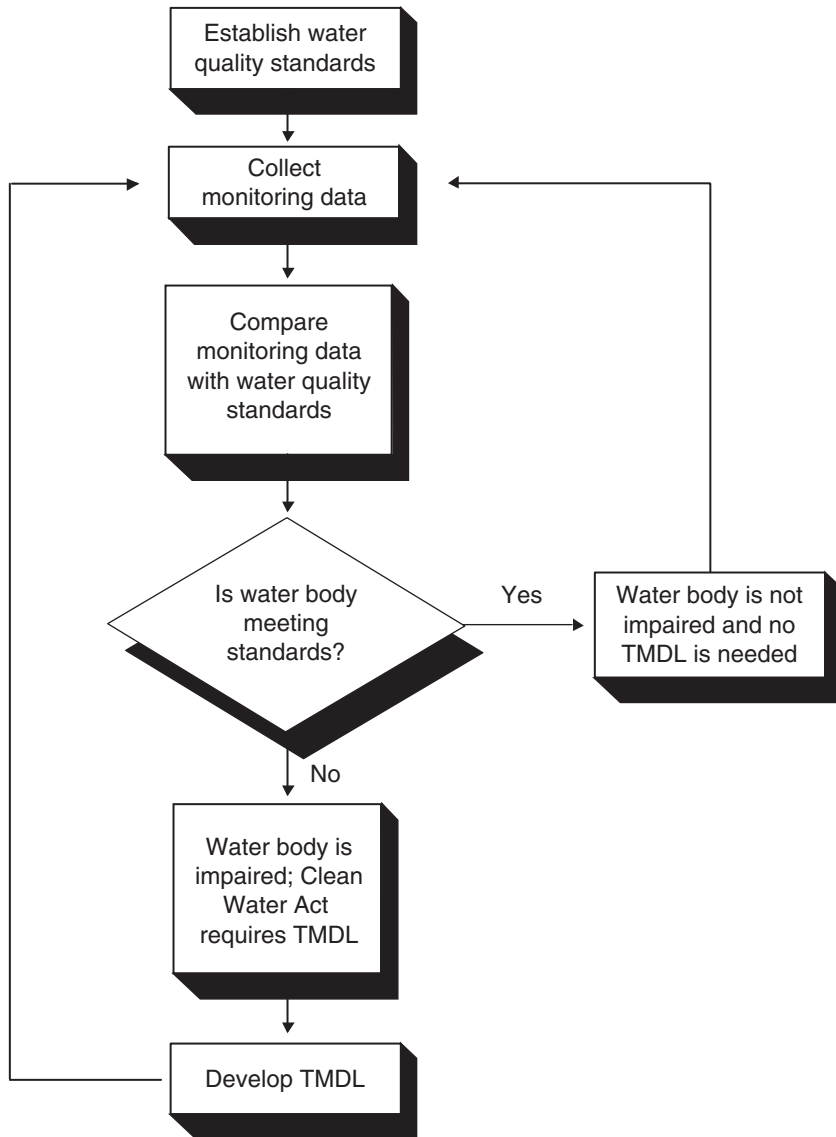 Establish water
quality standards
Collect
monitoring data
Compare
monitoring data
with water quality
standards
Is water body
meeting
standards?
Yes
Water body is not
impaired and no
TMDL is needed
No
Water body is
impaired; Clean
Water Act
requires TMDL
Develop TMDL